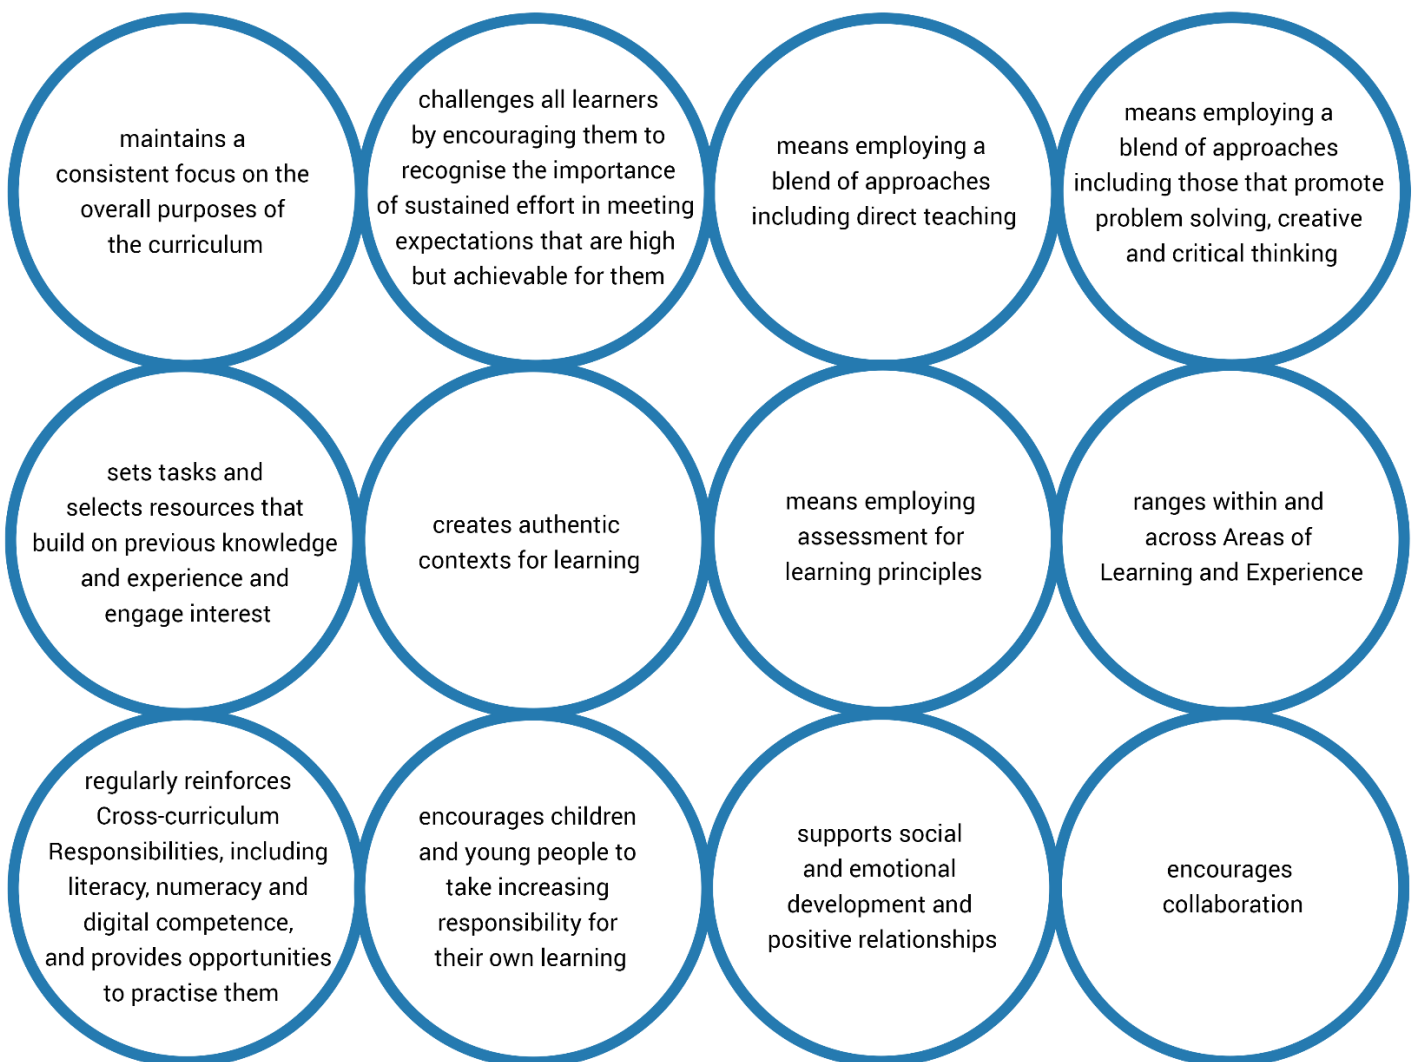 maintains a
consistent focus on the
overall purposes of
the curriculum
challenges all learners
by encouraging them to
recognise the importance
of sustained effort in meeting
expectations that are high
but achievable for them
means employing a
blend of approaches
including direct teaching
means employing a
blend of approaches
including those that promote
problem solving, creative
and critical thinking
sets tasks and
selects resources that
build on previous knowledge
and experience and
engage interest
creates authentic
contexts for learning
means employing
assessment for
learning principles
ranges within and
across Areas of
Learning and Experience
regularly reinforces
Cross-curriculum
Responsibilities, including
literacy, numeracy and
digital competence,
and provides opportunities
to practise them
encourages children
and young people to
take increasing
responsibility for
their own learning
supports social
and emotional
development and
positive relationships
encourages
collaboration